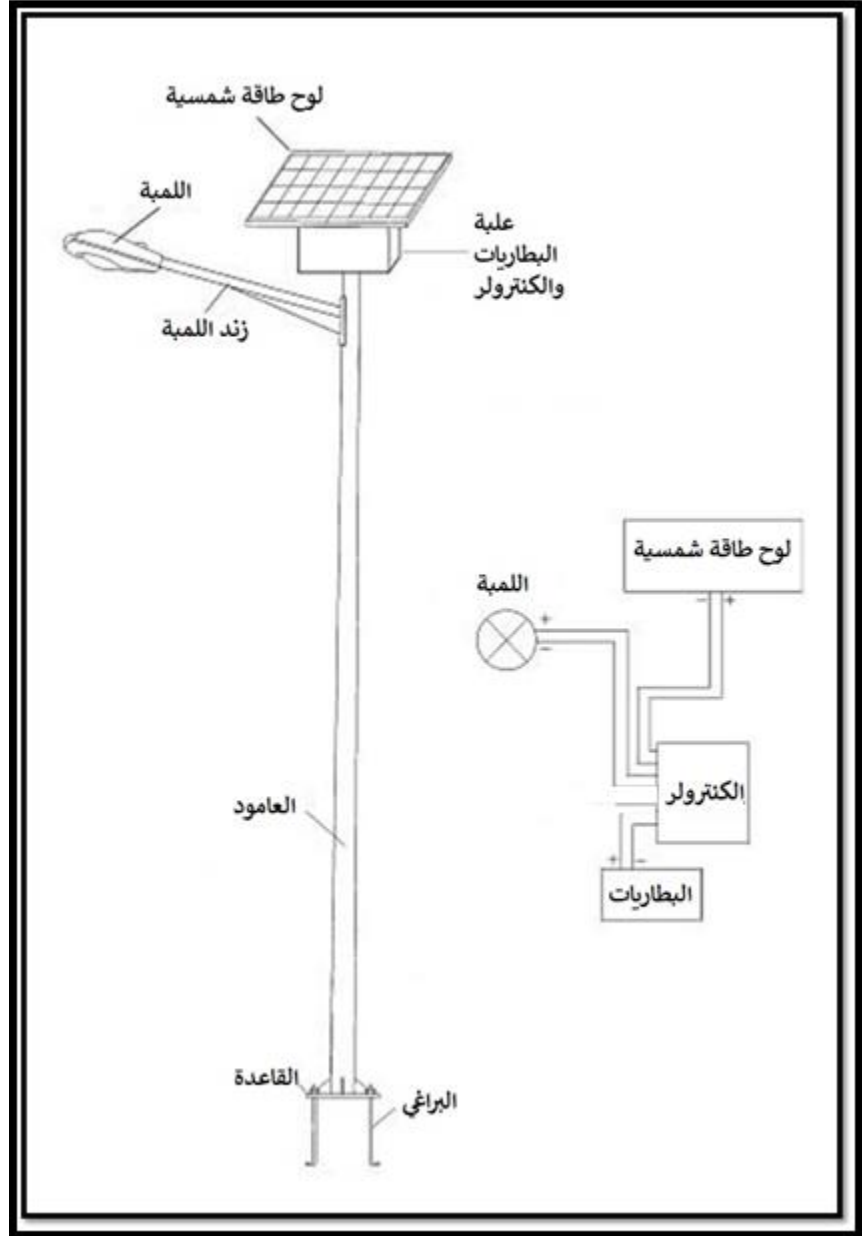 لوح طاقة شمسية
اللمبة
علبة
البطاريات
والكنترولر
زند اللمبة
لوح طاقة شمسية
- +
اللمبة
+
-
الكنترولر
العامود
+ -
البطاريات
القاعدة
البراغي